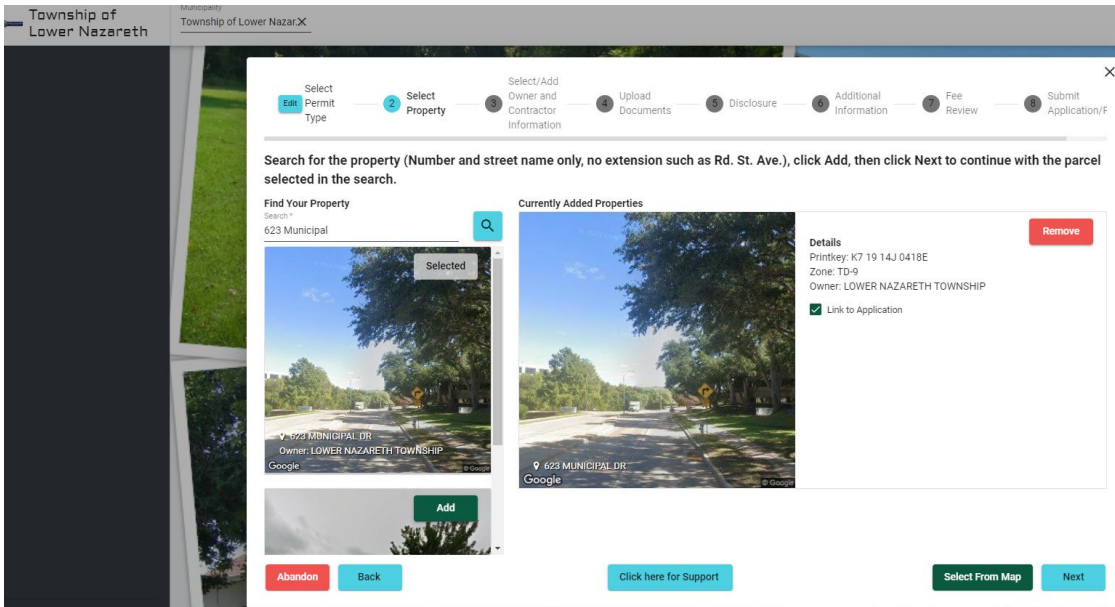 Township of
Lower Nazareth
Municipality
Township of Lower Nazar.X
Edit
Select
Permit
Type
2
Select
Property
3
Select/Add
Owner and
Contractor
Information
4
Upload
Documents
5
Disclosure
6
Additional
Information
7
Fee
Review
8
Submit
Application/F
Search for the property (Number and street name only, no extension such as Rd. St. Ave.), click Add, then click Next to continue with the parcel
selected in the search.
Find Your Property
Search *
623 Municipal
Selected
623 MUNICIPAL DR
Owner: LOWER NAZARETH TOWNSHIP
Google
© Google
Add
Currently Added Properties
623 MUNICIPAL DR
Google
© Google
Remove
Details
Printkey: K7 19 14J 0418E
Zone: TD-9
Owner: LOWER NAZARETH TOWNSHIP
Link to Application
Abandon
Back
Click here for Support
Select From Map
Next